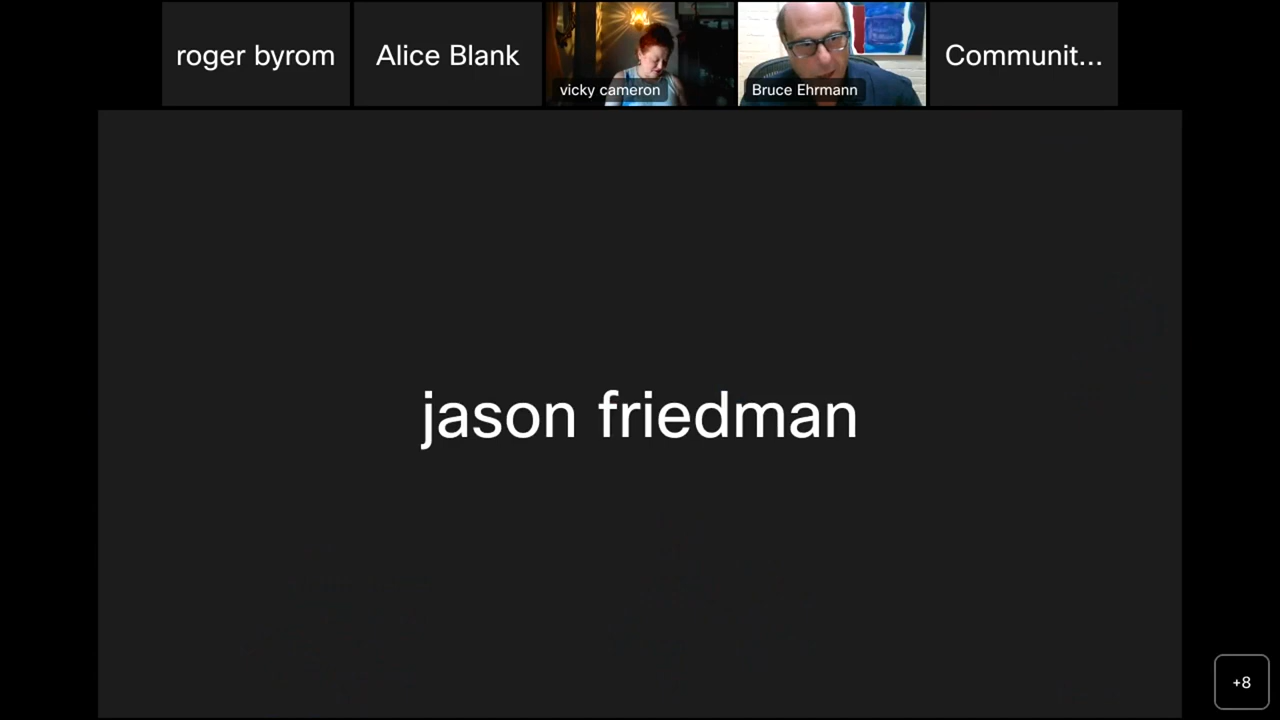 roger byrom
Alice Blank
vicky cameron
Bruce Ehrmann
Communit...
jason friedman
+8